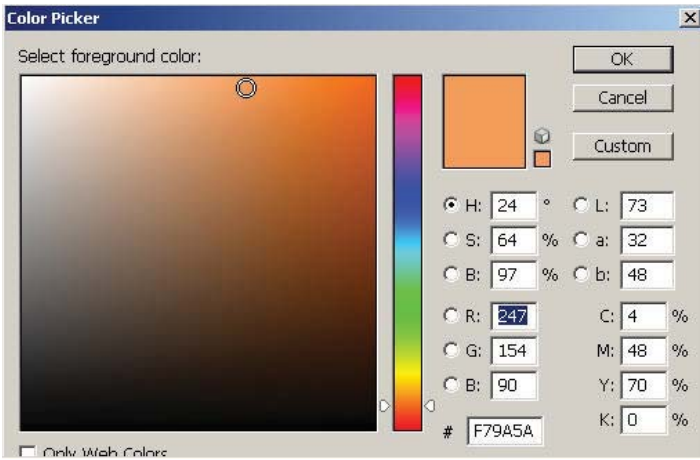 Color Picker
Select foreground color:
OK
Cancel
Custom
H: 24 ° L: 73
S: 64 % a: 32
B: 97 % b: 48
R: 247 C: 4 %
G: 154 M: 48 %
B: 90 Y: 70 %
# F79A5A K: 0 %
Only Web Colors